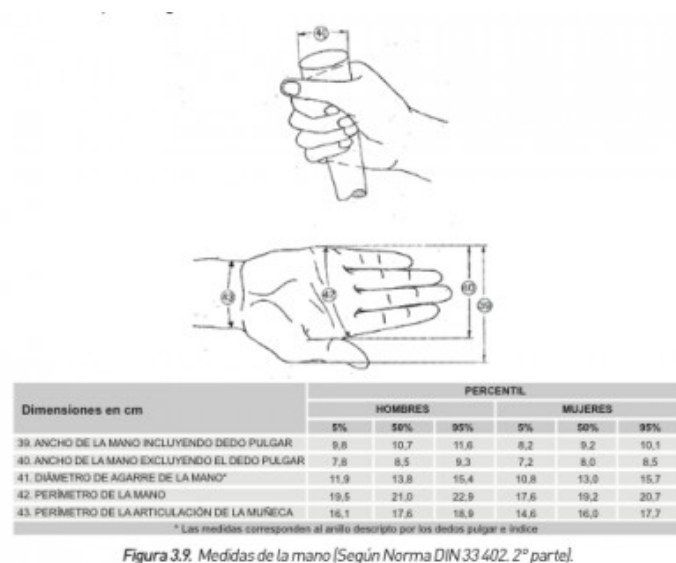 Dimensiones en cm
PERCENTIL
HOMBRES MUJERES
5% 50% 95% 5% 50% 95%
39. ANCHO DE LA MANO INCLUYENDO DEDO PULGAR 9,8 10,7 11,6 8,2 9,2 10,1
40. ANCHO DE LA MANO EXCLUYENDO EL DEDO PULGAR 7,8 8,5 9,3 7,2 8,0 8,5
41. DIÁMETRO DE AGARRE DE LA MANO* 11,9 13,8 15,4 10,8 13,0 15,7
42. PERÍMETRO DE LA MANO 19,5 21,0 22,9 17,6 19,2 20,7
43. PERÍMETRO DE LA ARTICULACIÓN DE LA MUÑECA 16,1 17,6 18,9 14,6 16,0 17,7
* Las medidas corresponden al anillo descripto por los dedos pulgar e índice
Figura 3.9. Medidas de la mano (Según Norma DIN 33 402. 2º parte).